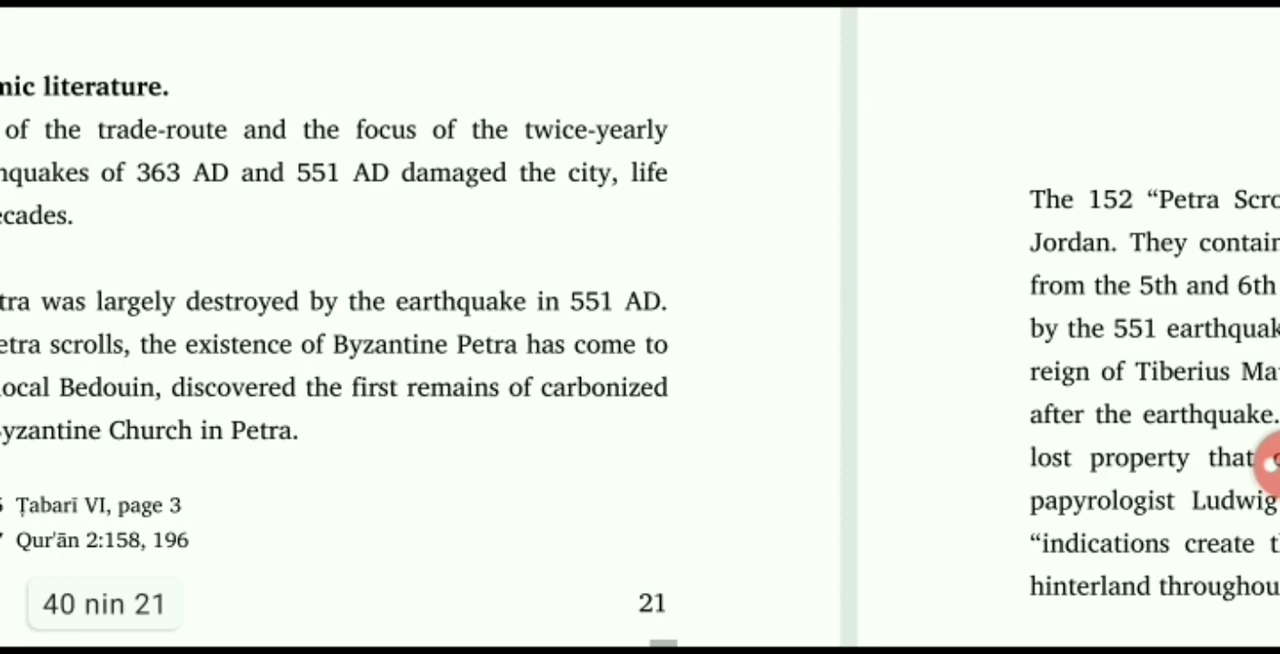 mic literature.
of the trade-route and the focus of the twice-yearly
hquakes of 363 AD and 551 AD damaged the city, life
ecades.
tra was largely destroyed by the earthquake in 551 AD.
etra scrolls, the existence of Byzantine Petra has come to
local Bedouin, discovered the first remains of carbonized
yzantine Church in Petra.
Ṭabarī VI, page 3
Qur'ān 2:158, 196
40 nin 21
21
The 152 “Petra Scro
Jordan. They contain
from the 5th and 6th
by the 551 earthquak
reign of Tiberius Ma
after the earthquake.
lost property that
papyrologist Ludwig
“indications create t
hinterland throughou